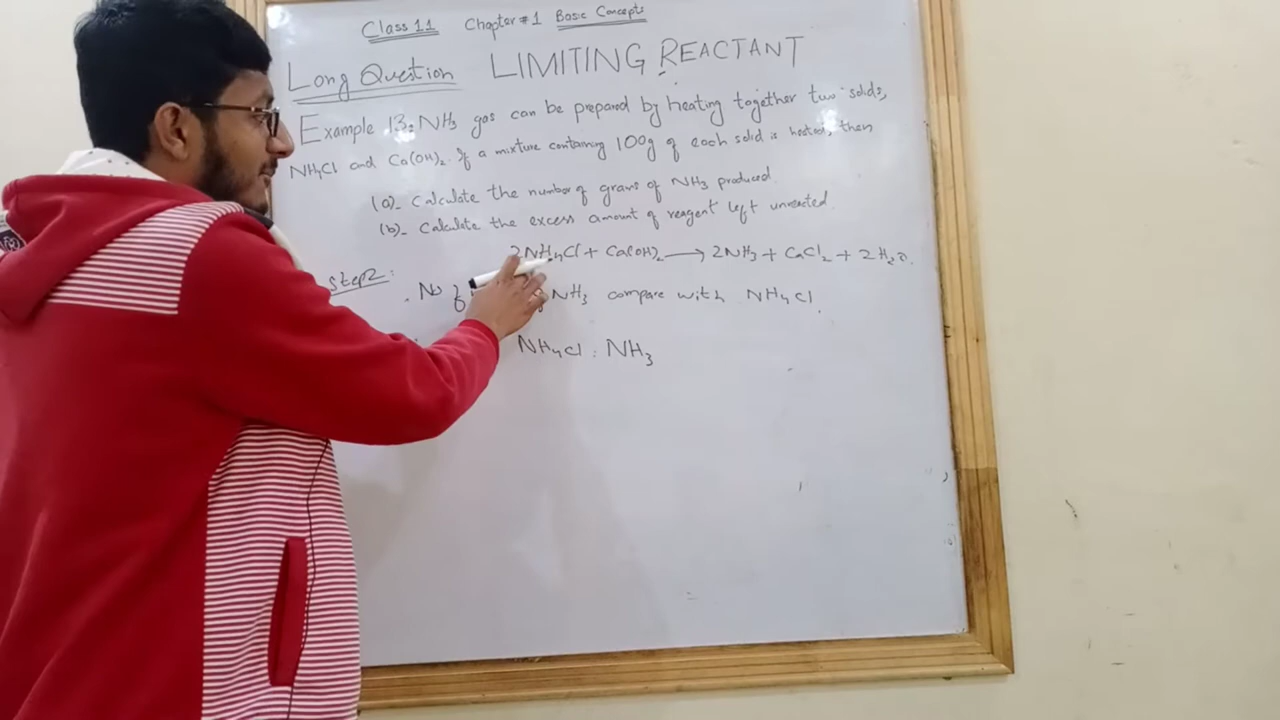 Class 11 Chapter #1 Basic Concepts
Long Question LIMITING REACTANT
Example 13: NH3 gas can be prepared by heating together two solids,
NH4Cl and Ca(OH)2. If a mixture containing 100g of each solid is heated, then
(a)- Calculate the number of grams of NH3 produced
(b)- Calculate the excess amount of reagent left unreacted.
2NH4Cl + Ca(OH)2 → 2NH3 + CaCl2 + 2H2O.
step2:
No of NH3 compare with NH4Cl.
NH4Cl : NH3